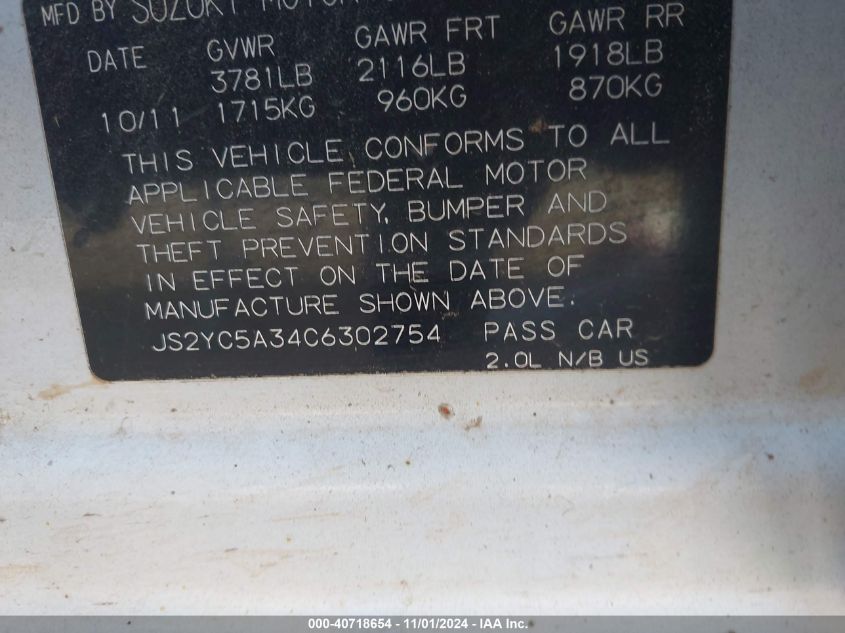 MFD BY SUZUKI MOTOR
DATE GVWR GAWR FRT GAWR RR
3781LB 2116LB 1918LB
10/11 1715KG 960KG 870KG
THIS VEHICLE CONFORMS TO ALL
APPLICABLE FEDERAL MOTOR
VEHICLE SAFETY, BUMPER AND
THEFT PREVENTION STANDARDS
IN EFFECT ON THE DATE OF
MANUFACTURE SHOWN ABOVE.
JS2YC5A34C6302754 PASS CAR
2.0L N/B US
000-40718654 - 11/01/2024 - IAA Inc.